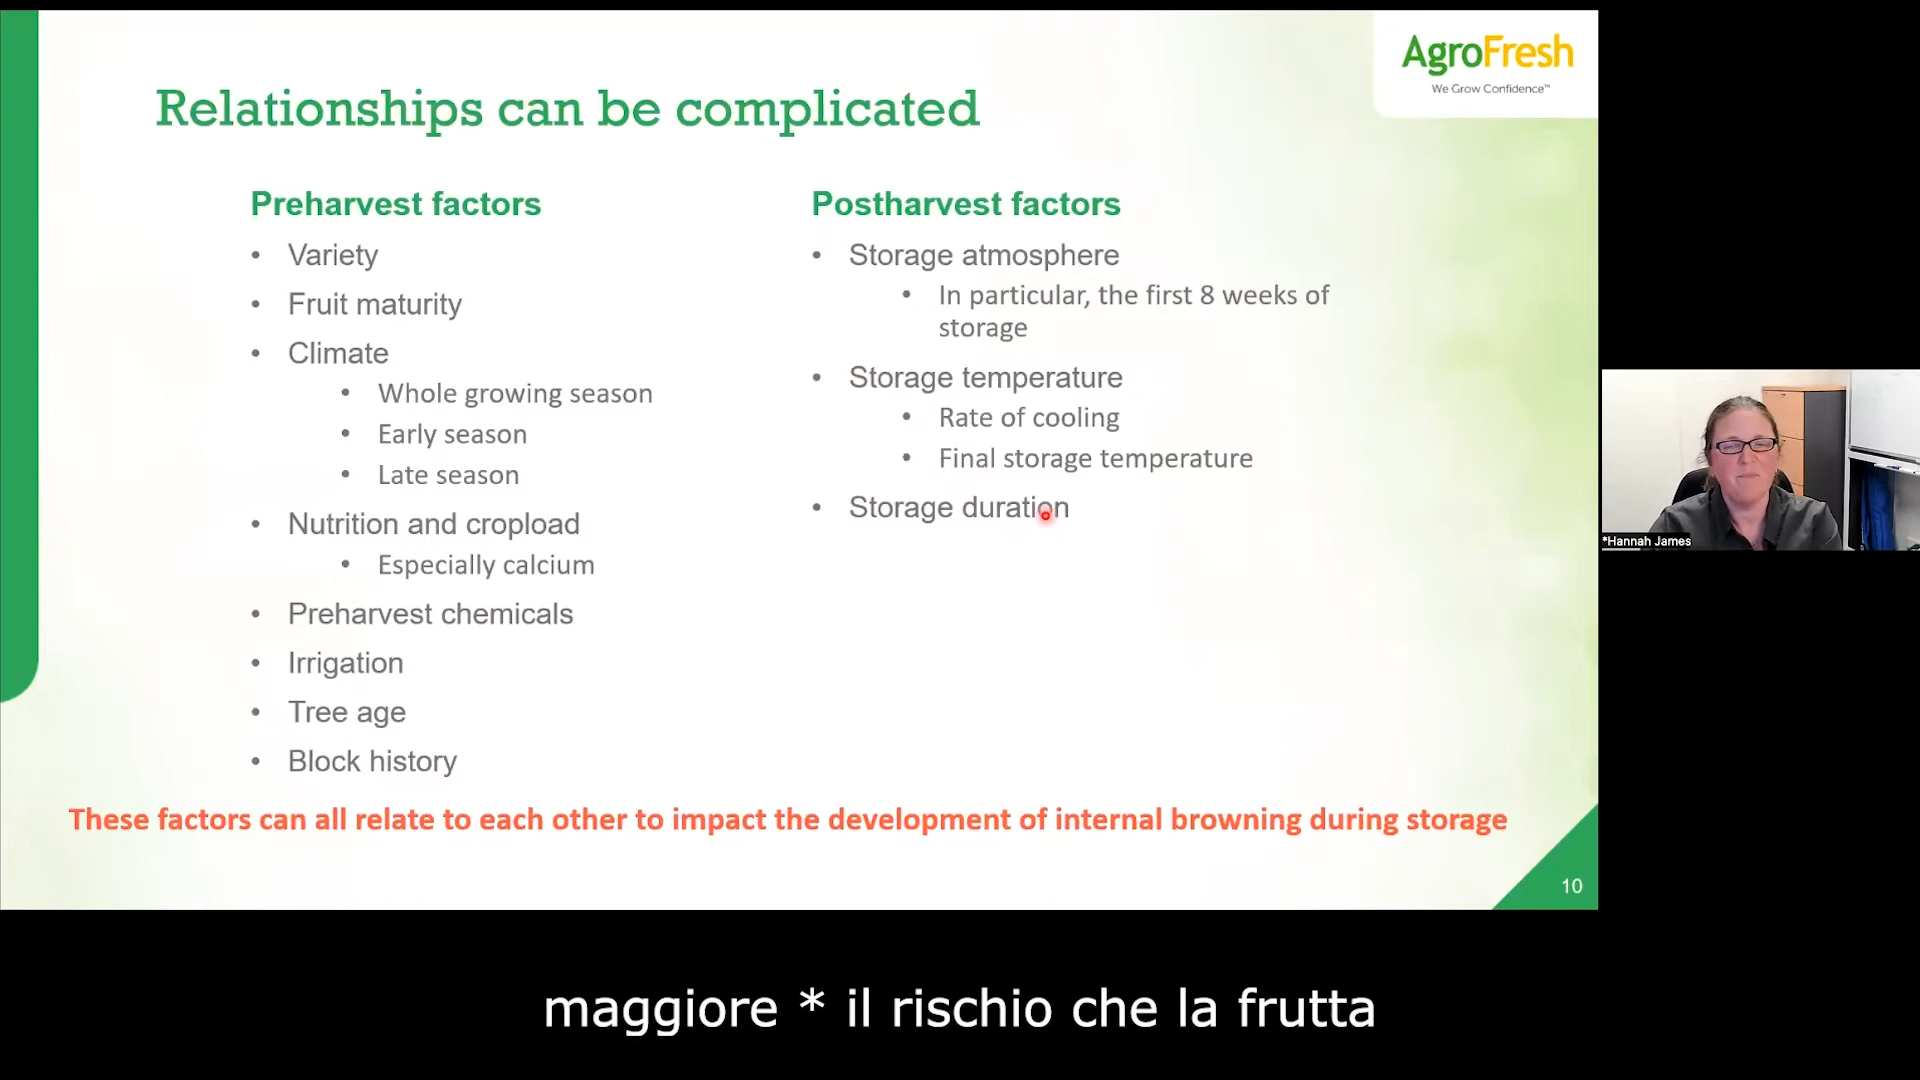 AgroFresh
We Grow Confidence™
Relationships can be complicated
Preharvest factors
• Variety
• Fruit maturity
• Climate
• Whole growing season
• Early season
• Late season
• Nutrition and cropload
• Especially calcium
• Preharvest chemicals
• Irrigation
• Tree age
• Block history
Postharvest factors
• Storage atmosphere
• In particular, the first 8 weeks of
storage
• Storage temperature
• Rate of cooling
• Final storage temperature
• Storage duration
These factors can all relate to each other to impact the development of internal browning during storage
10
*Hannah James
maggiore * il rischio che la frutta